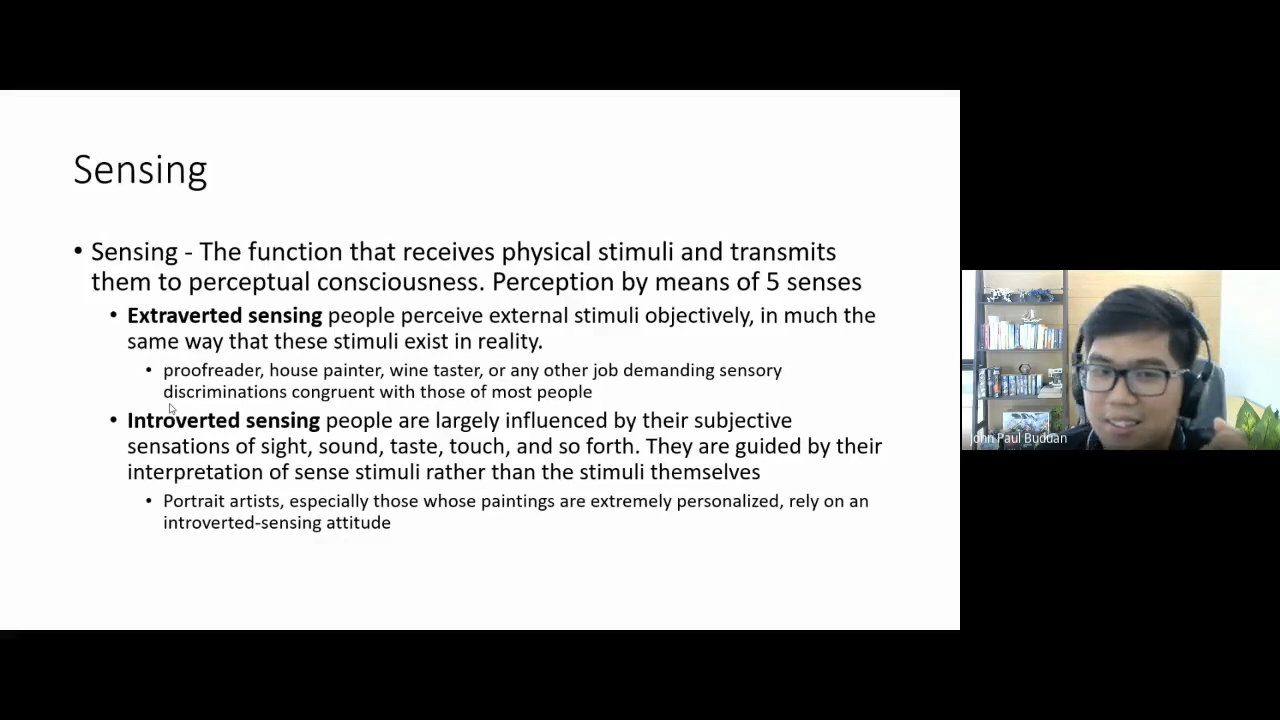 Sensing
• Sensing - The function that receives physical stimuli and transmits
them to perceptual consciousness. Perception by means of 5 senses
• Extraverted sensing people perceive external stimuli objectively, in much the
same way that these stimuli exist in reality.
• proofreader, house painter, wine taster, or any other job demanding sensory
discriminations congruent with those of most people
• Introverted sensing people are largely influenced by their subjective
sensations of sight, sound, taste, touch, and so forth. They are guided by their
interpretation of sense stimuli rather than the stimuli themselves
• Portrait artists, especially those whose paintings are extremely personalized, rely on an
introverted-sensing attitude
John Paul Buduan